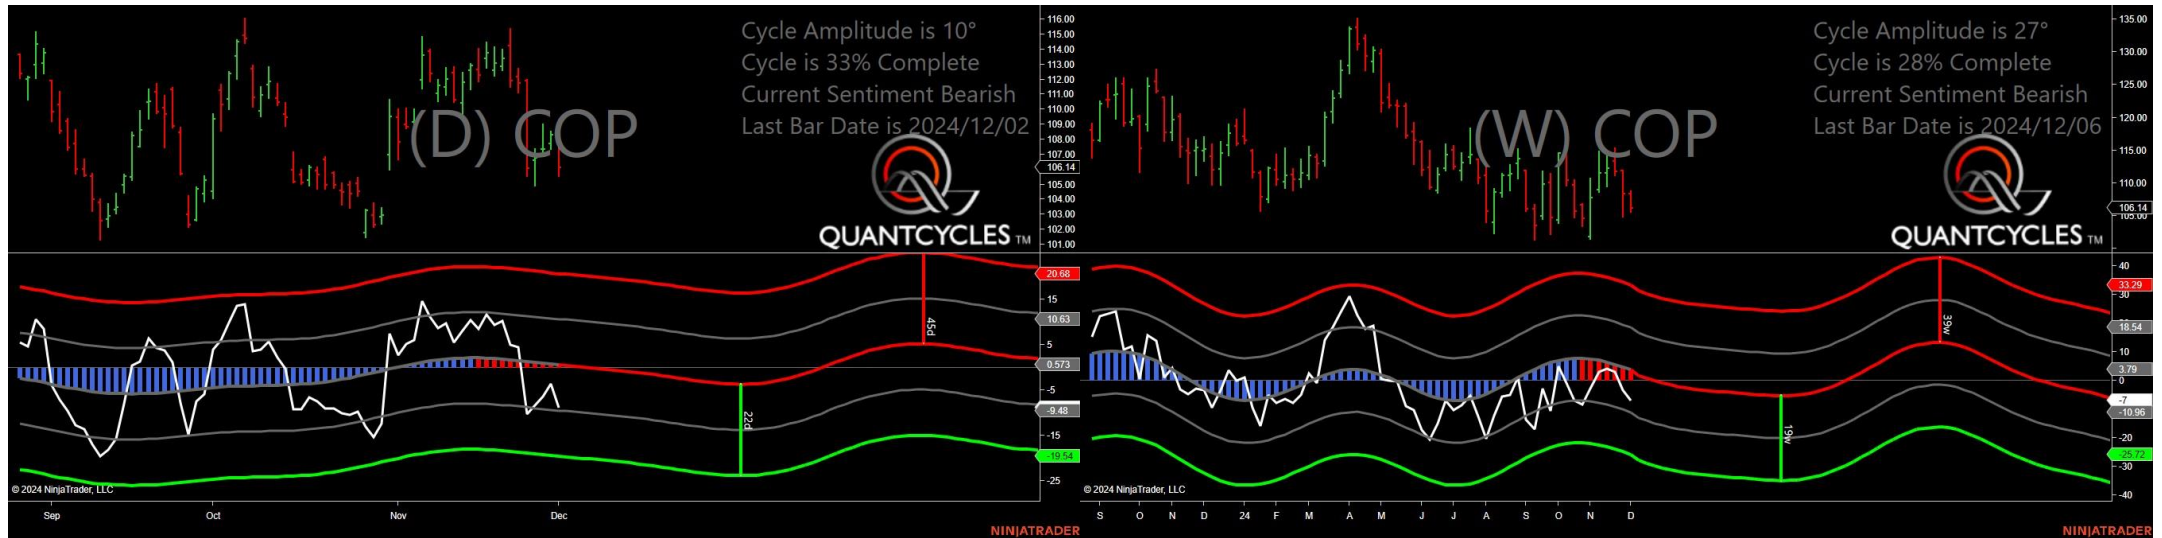 Cycle Amplitude is 10°
Cycle is 33% Complete
Current Sentiment Bearish
Last Bar Date is 2024/12/02
(D) COP
QUANTCYCLES TM
116.00
115.00
114.00
113.00
112.00
111.00
110.00
109.00
108.00
107.00
106.14
105.00
104.00
103.00
102.00
101.00
20.68
15
10.63
5
0.573
-5
-9.48
-15
-19.54
-25
45d
22d
© 2024 NinjaTrader, LLC
Sep Oct Nov Dec
NINJATRADER
Cycle Amplitude is 27°
Cycle is 28% Complete
Current Sentiment Bearish
Last Bar Date is 2024/12/06
(W) COP
QUANTCYCLES TM
135.00
130.00
125.00
120.00
115.00
110.00
106.14
105.00
40
33.29
30
18.54
10
3.79
0
-7
-10.96
-20
-25.72
-30
-40
39w
19w
© 2024 NinjaTrader, LLC
S O N D 24 F M A M J J A S O N D
NINJATRADER